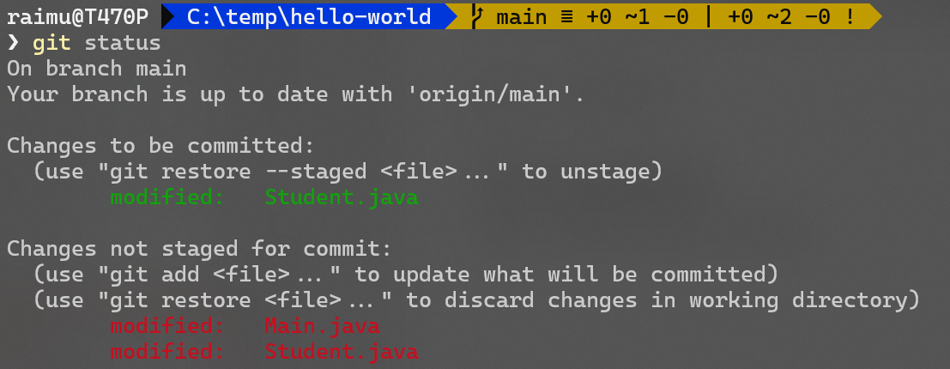 raimu@T470P C:\temp\hello-world main ≡ +0 ~1 -0 | +0 ~2 -0 !
❯ git status
On branch main
Your branch is up to date with 'origin/main'.
Changes to be committed:
(use "git restore --staged <file>..." to unstage)
modified: Student.java
Changes not staged for commit:
(use "git add <file>..." to update what will be committed)
(use "git restore <file>..." to discard changes in working directory)
modified: Main.java
modified: Student.java